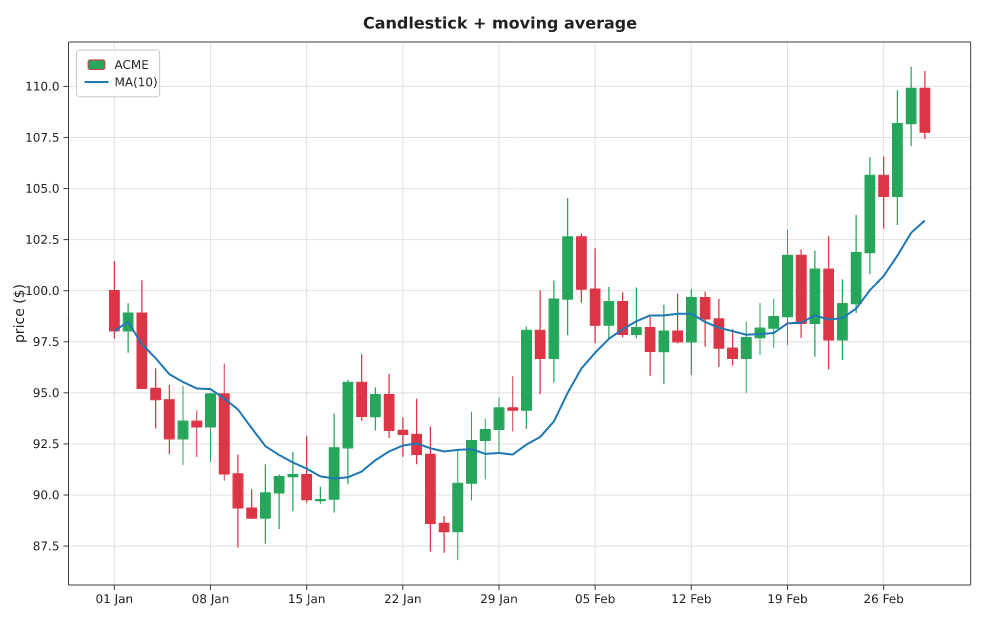 Candlestick + moving average
ACME
MA(10)
price ($)
110.0
107.5
105.0
102.5
100.0
97.5
95.0
92.5
90.0
87.5
01 Jan
08 Jan
15 Jan
22 Jan
29 Jan
05 Feb
12 Feb
19 Feb
26 Feb